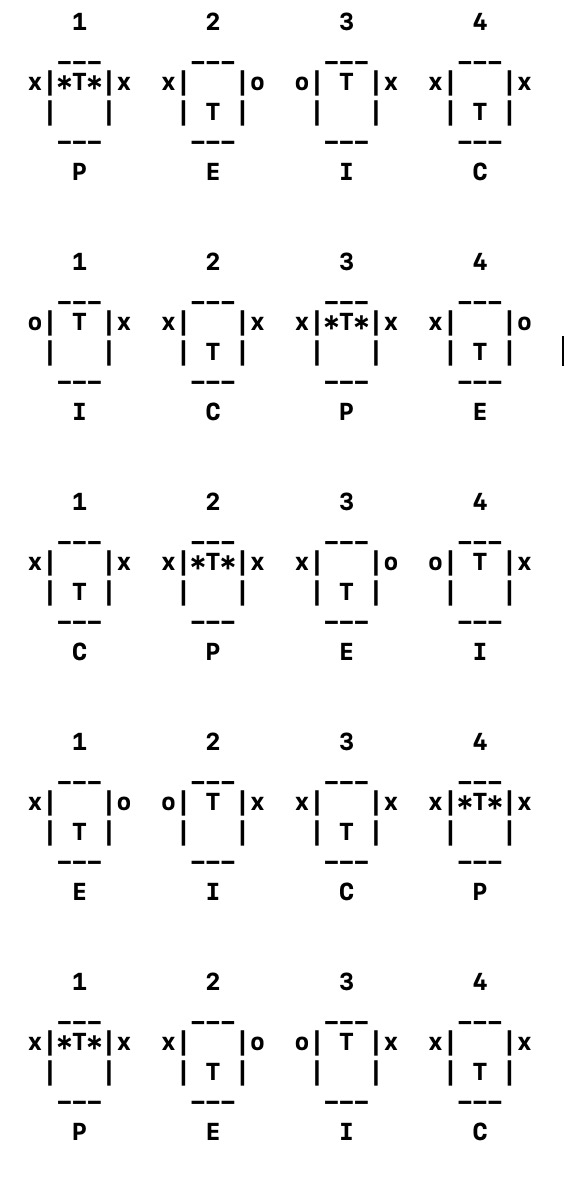 1        2        3        4
  ---      ---      ---      ---
x|*T*|x  x|   |o  o| T |x  x|   |x
 |   |    | T |    |   |    | T |
  ---      ---      ---      ---
   P        E        I        C
   1        2        3        4
  ---      ---      ---      ---
o| T |x  x|   |x  x|*T*|x  x|   |o
 |   |    | T |    |   |    | T |
  ---      ---      ---      ---
   I        C        P        E
   1        2        3        4
  ---      ---      ---      ---
x|   |x  x|*T*|x  x|   |o  o| T |x
 | T |    |   |    | T |    |   |
  ---      ---      ---      ---
   C        P        E        I
   1        2        3        4
  ---      ---      ---      ---
x|   |o  o| T |x  x|   |x  x|*T*|x
 | T |    |   |    | T |    |   |
  ---      ---      ---      ---
   E        I        C        P
   1        2        3        4
  ---      ---      ---      ---
x|*T*|x  x|   |o  o| T |x  x|   |x
 |   |    | T |    |   |    | T |
  ---      ---      ---      ---
   P        E        I        C